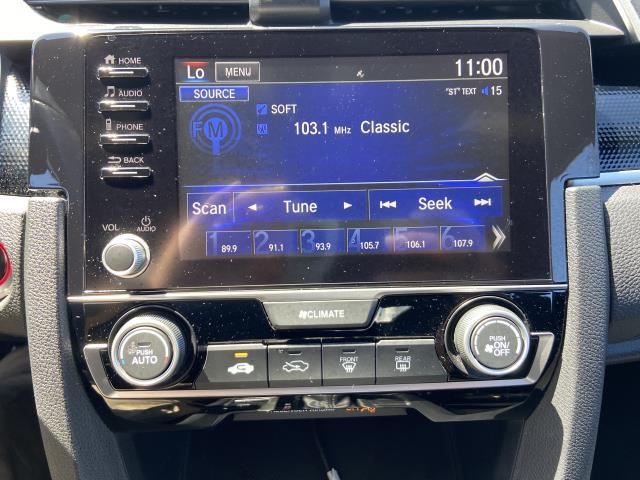 HOME
Lo MENU 11:00
AUDIO
SOURCE "ST" TEXT 15
SOFT
FM
PHONE
103.1 MHz Classic
BACK
Scan Tune Seek
VOL AUDIO
1 89.9 2 91.1 3 93.9 4 105.7 5 106.1 6 107.9
CLIMATE
PUSH AUTO
FRONT REAR
PUSH ON/OFF